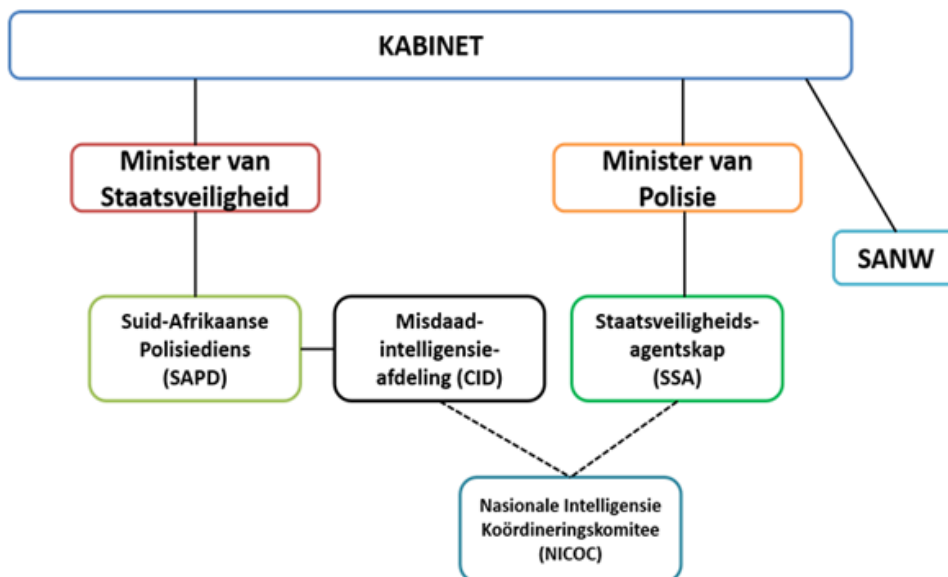 KABINET
Minister van
Staatsveiligheid
Minister van
Polisie
SANW
Suid-Afrikaanse
Polisiediens
(SAPD)
Misdaad-
intelligensie-
afdeling (CID)
Staatsveiligheids-
agentskap
(SSA)
Nasionale Intelligensie
Koördineringskomitee
(NICOC)